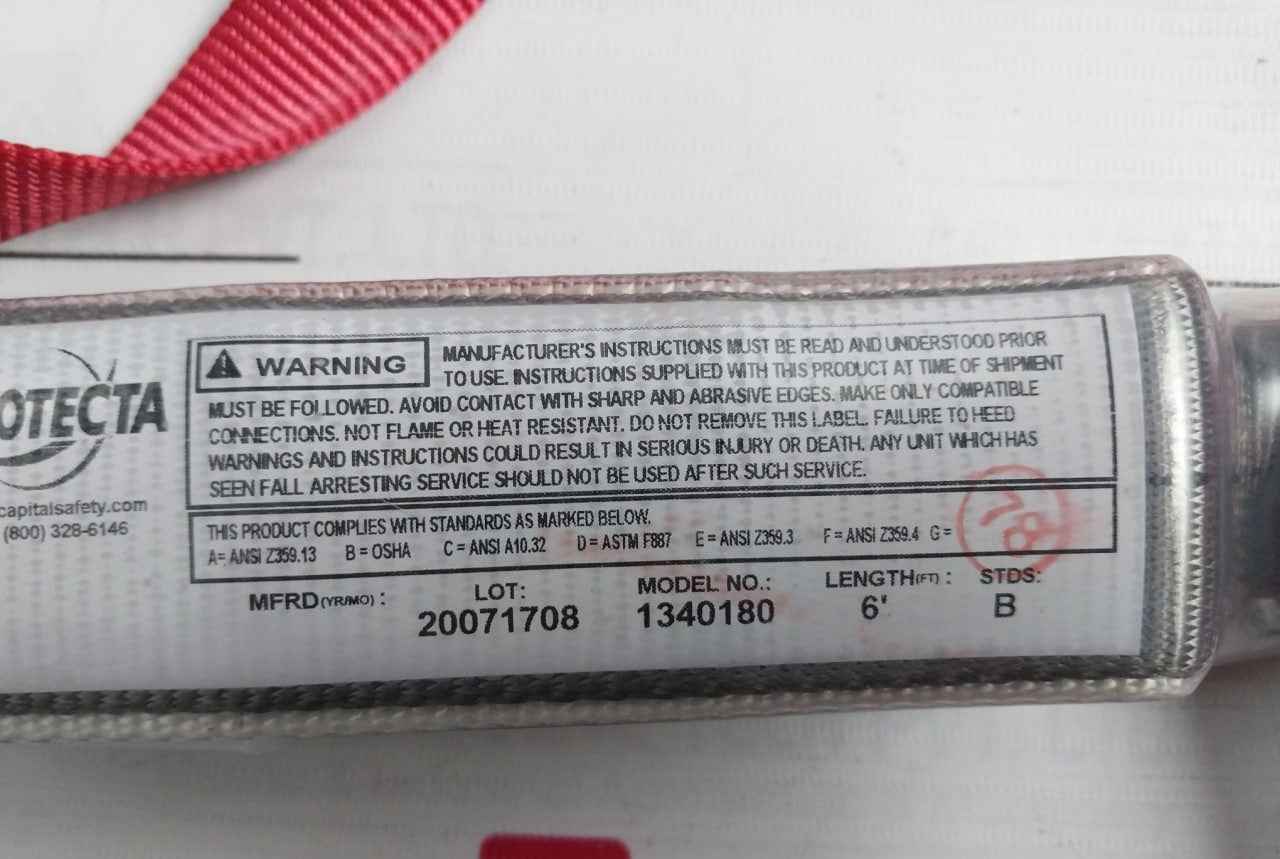 OTECTA
capitalsafety.com
(800) 328-6146
WARNING
MANUFACTURER'S INSTRUCTIONS MUST BE READ AND UNDERSTOOD PRIOR
TO USE. INSTRUCTIONS SUPPLIED WITH THIS PRODUCT AT TIME OF SHIPMENT
MUST BE FOLLOWED. AVOID CONTACT WITH SHARP AND ABRASIVE EDGES. MAKE ONLY COMPATIBLE
CONNECTIONS. NOT FLAME OR HEAT RESISTANT. DO NOT REMOVE THIS LABEL. FAILURE TO HEED
WARNINGS AND INSTRUCTIONS COULD RESULT IN SERIOUS INJURY OR DEATH. ANY UNIT WHICH HAS
SEEN FALL ARRESTING SERVICE SHOULD NOT BE USED AFTER SUCH SERVICE.
THIS PRODUCT COMPLIES WITH STANDARDS AS MARKED BELOW.
A= ANSI Z359.13 B = OSHA C = ANSI A10.32 D = ASTM F887 E = ANSI Z359.3 F = ANSI Z359.4 G =
78
MFRD(YR/MO) : LOT: MODEL NO.: LENGTH(FT) : STDS:
20071708 1340180 6' B